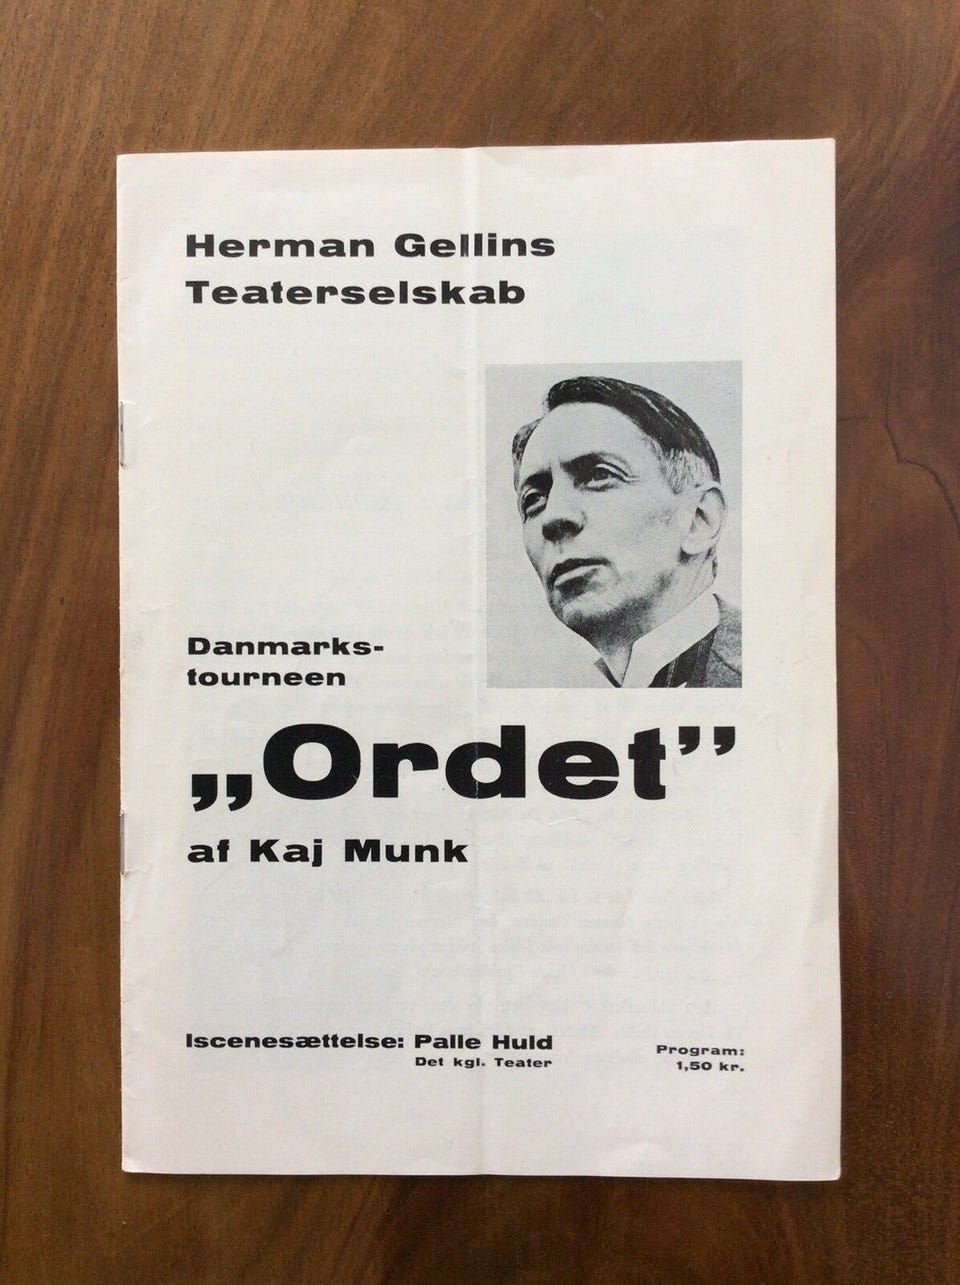 Herman Gellins
Teaterselskab
Danmarks-
tourneen
„Ordet”
af Kaj Munk
Iscenesættelse: Palle Huld
Det kgl. Teater
Program:
1,50 kr.